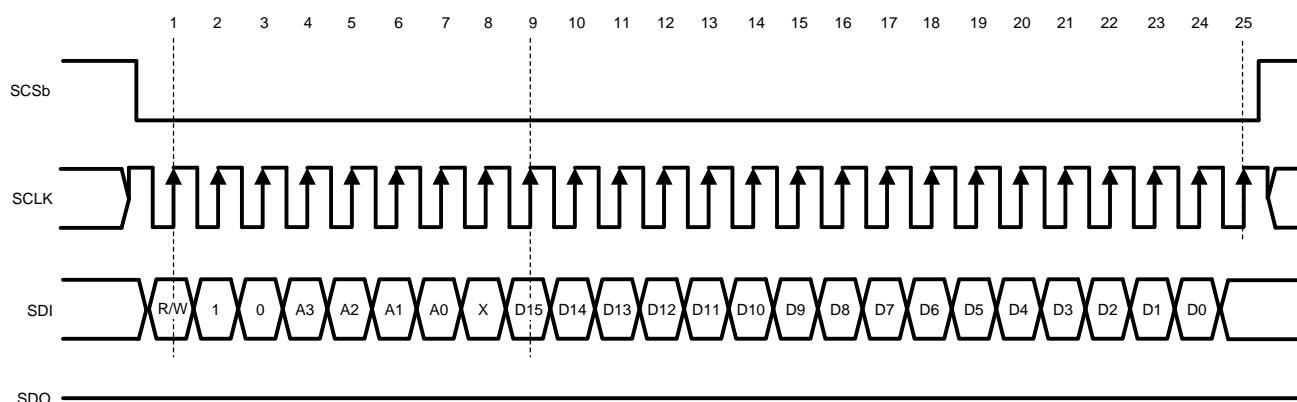 1 2 3 4 5 6 7 8 9 10 11 12 13 14 15 16 17 18 19 20 21 22 23 24 25
SCSb
SCLK
SDI R/W 1 0 A3 A2 A1 A0 X D15 D14 D13 D12 D11 D10 D9 D8 D7 D6 D5 D4 D3 D2 D1 D0
SDO